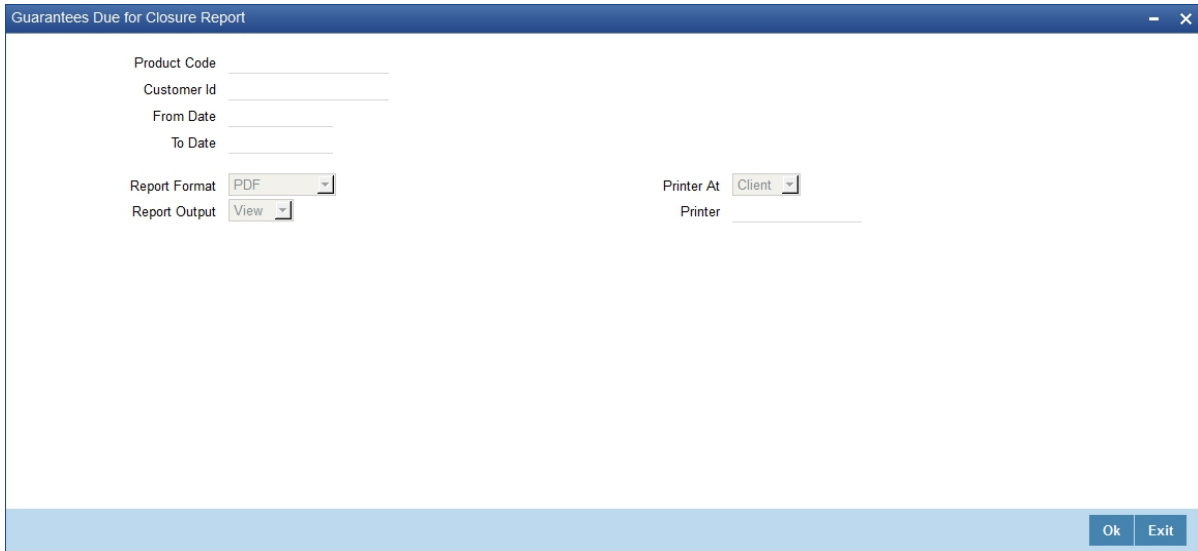 Guarantees Due for Closure Report
Product Code
Customer Id
From Date
To Date
Report Format PDF Printer At Client
Report Output View Printer
Ok Exit